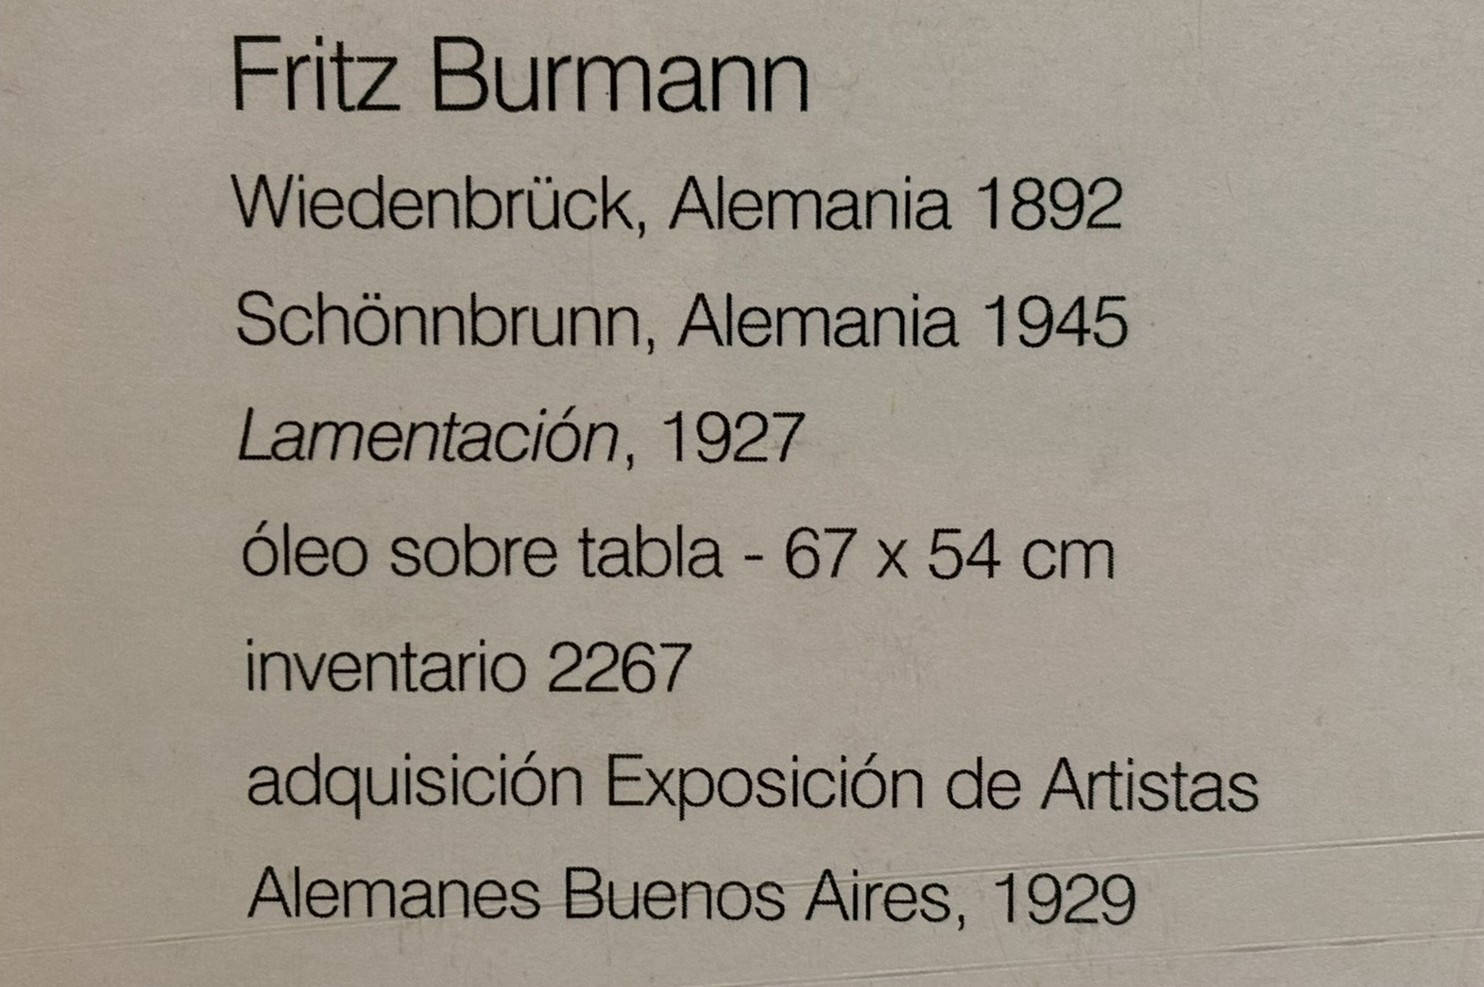 Fritz Burmann
Wiedenbrück, Alemania 1892
Schönnbrunn, Alemania 1945
Lamentación, 1927
óleo sobre tabla - 67 x 54 cm
inventario 2267
adquisición Exposición de Artistas
Alemanes Buenos Aires, 1929